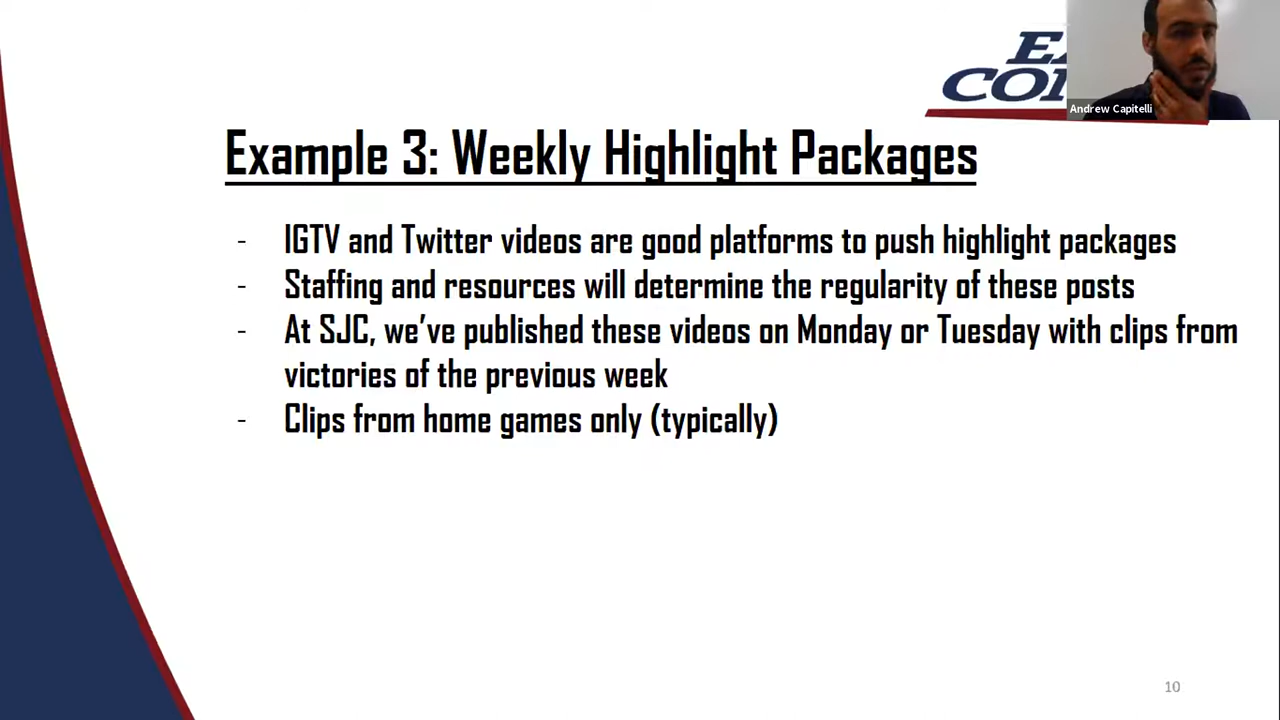 Andrew Capitelli
Example 3: Weekly Highlight Packages
- IGTV and Twitter videos are good platforms to push highlight packages
- Staffing and resources will determine the regularity of these posts
- At SJC, we’ve published these videos on Monday or Tuesday with clips from
victories of the previous week
- Clips from home games only (typically)
10